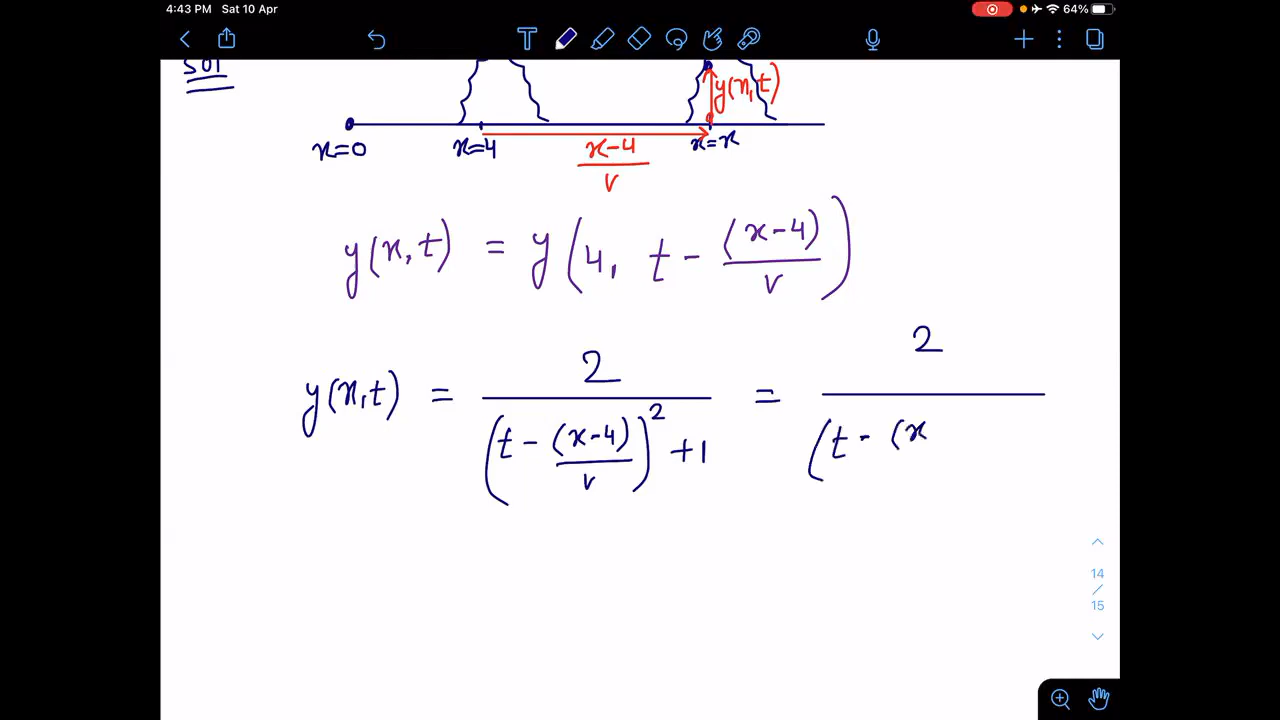 4:43 PM Sat 10 Apr 64%
Sol
y(x,t)
x=0 x=4 x=x
x-4
v
y(x,t) = y(4, t - (x-4)/v)
y(x,t) = 2/((t - (x-4)/v)² + 1) = 2/(t - (x
14
/
15